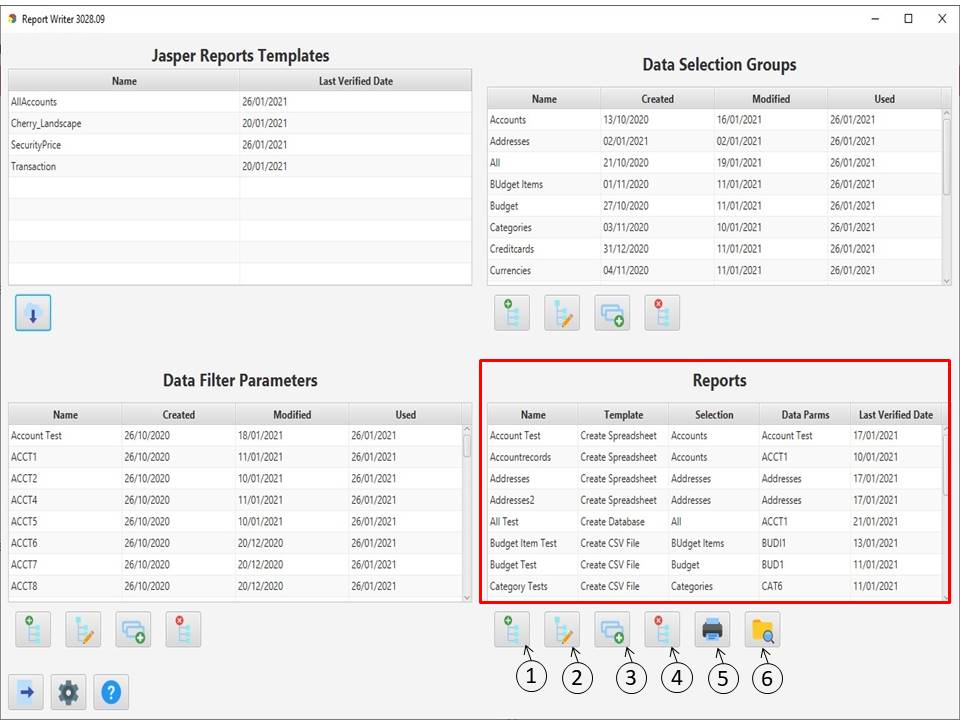 Report Writer 3028.09
Jasper Reports Templates
Name Last Verified Date
AllAccounts 26/01/2021
Cherry_Landscape 20/01/2021
SecurityPrice 26/01/2021
Transaction 20/01/2021
Data Selection Groups
Name Created Modified Used
Accounts 13/10/2020 16/01/2021 26/01/2021
Addresses 02/01/2021 02/01/2021 26/01/2021
All 21/10/2020 19/01/2021 26/01/2021
BUdget Items 01/11/2020 11/01/2021 26/01/2021
Budget 27/10/2020 11/01/2021 26/01/2021
Categories 03/11/2020 10/01/2021 26/01/2021
Creditcards 31/12/2020 11/01/2021 26/01/2021
Currencies 04/11/2020 11/01/2021 26/01/2021
Data Filter Parameters
Name Created Modified Used
Account Test 26/10/2020 18/01/2021 26/01/2021
ACCT1 26/10/2020 11/01/2021 26/01/2021
ACCT2 26/10/2020 10/01/2021 26/01/2021
ACCT4 26/10/2020 11/01/2021 26/01/2021
ACCT5 26/10/2020 10/01/2021 26/01/2021
ACCT6 26/10/2020 20/12/2020 26/01/2021
ACCT7 26/10/2020 20/12/2020 26/01/2021
ACCT8 26/10/2020 20/12/2020 26/01/2021
Reports
Name Template Selection Data Parms Last Verified Date
Account Test Create Spreadsheet Accounts Account Test 17/01/2021
Accountrecords Create Spreadsheet Accounts ACCT1 10/01/2021
Addresses Create Spreadsheet Addresses Addresses 17/01/2021
Addresses2 Create Spreadsheet Addresses Addresses 17/01/2021
All Test Create Database All ACCT1 21/01/2021
Budget Item Test Create CSV File BUdget Items BUDI1 13/01/2021
Budget Test Create CSV File Budget BUD1 11/01/2021
Category Tests Create CSV File Categories CAT6 11/01/2021
1 2 3 4 5 6